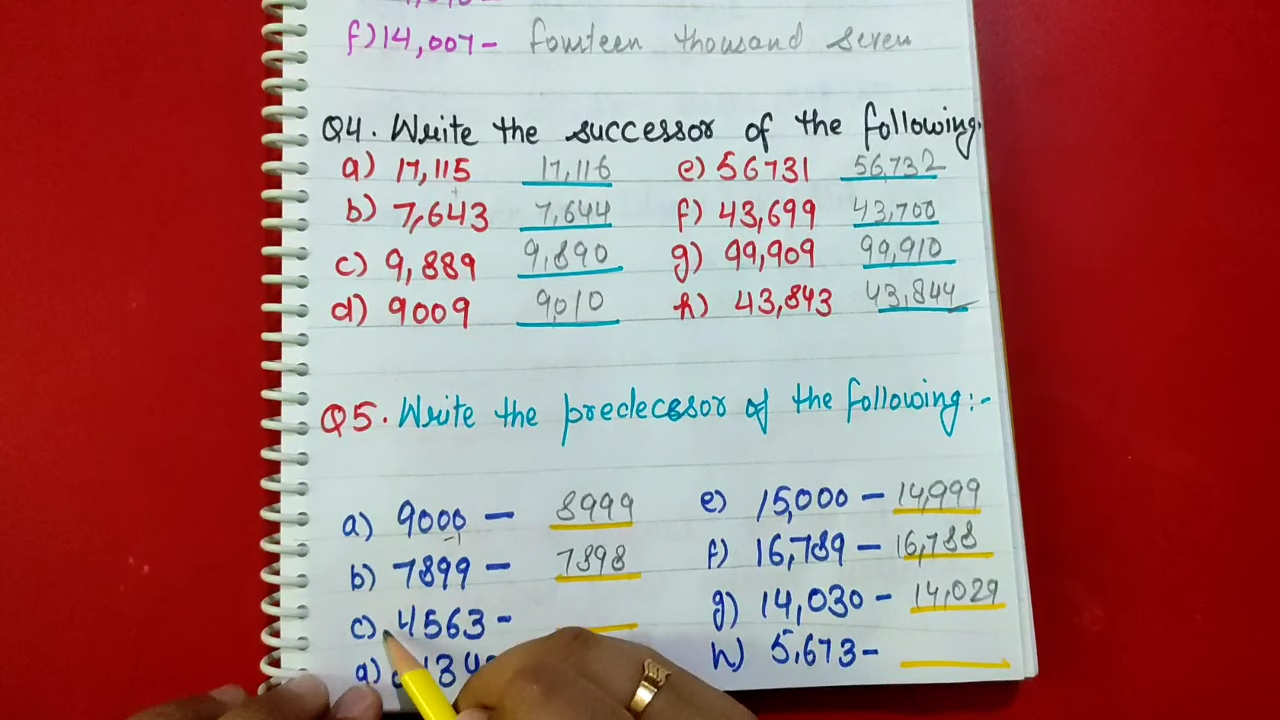 f) 14,007 - fourteen thousand seven
Q4. Write the successor of the following.
a) 17,115 17,116 e) 56731 56,732
b) 7,643 7,644 f) 43,699 43,700
c) 9,889 9,890 g) 99,909 99,910
d) 9009 9,010 h) 43,843 43,844
Q5. Write the predecessor of the following:-
a) 9000 - 8999 e) 15,000 - 14,999
b) 7899 - 7898 f) 16,789 - 16,788
c) 4563 - g) 14,030 - 14,029
d) h) 5,673 -